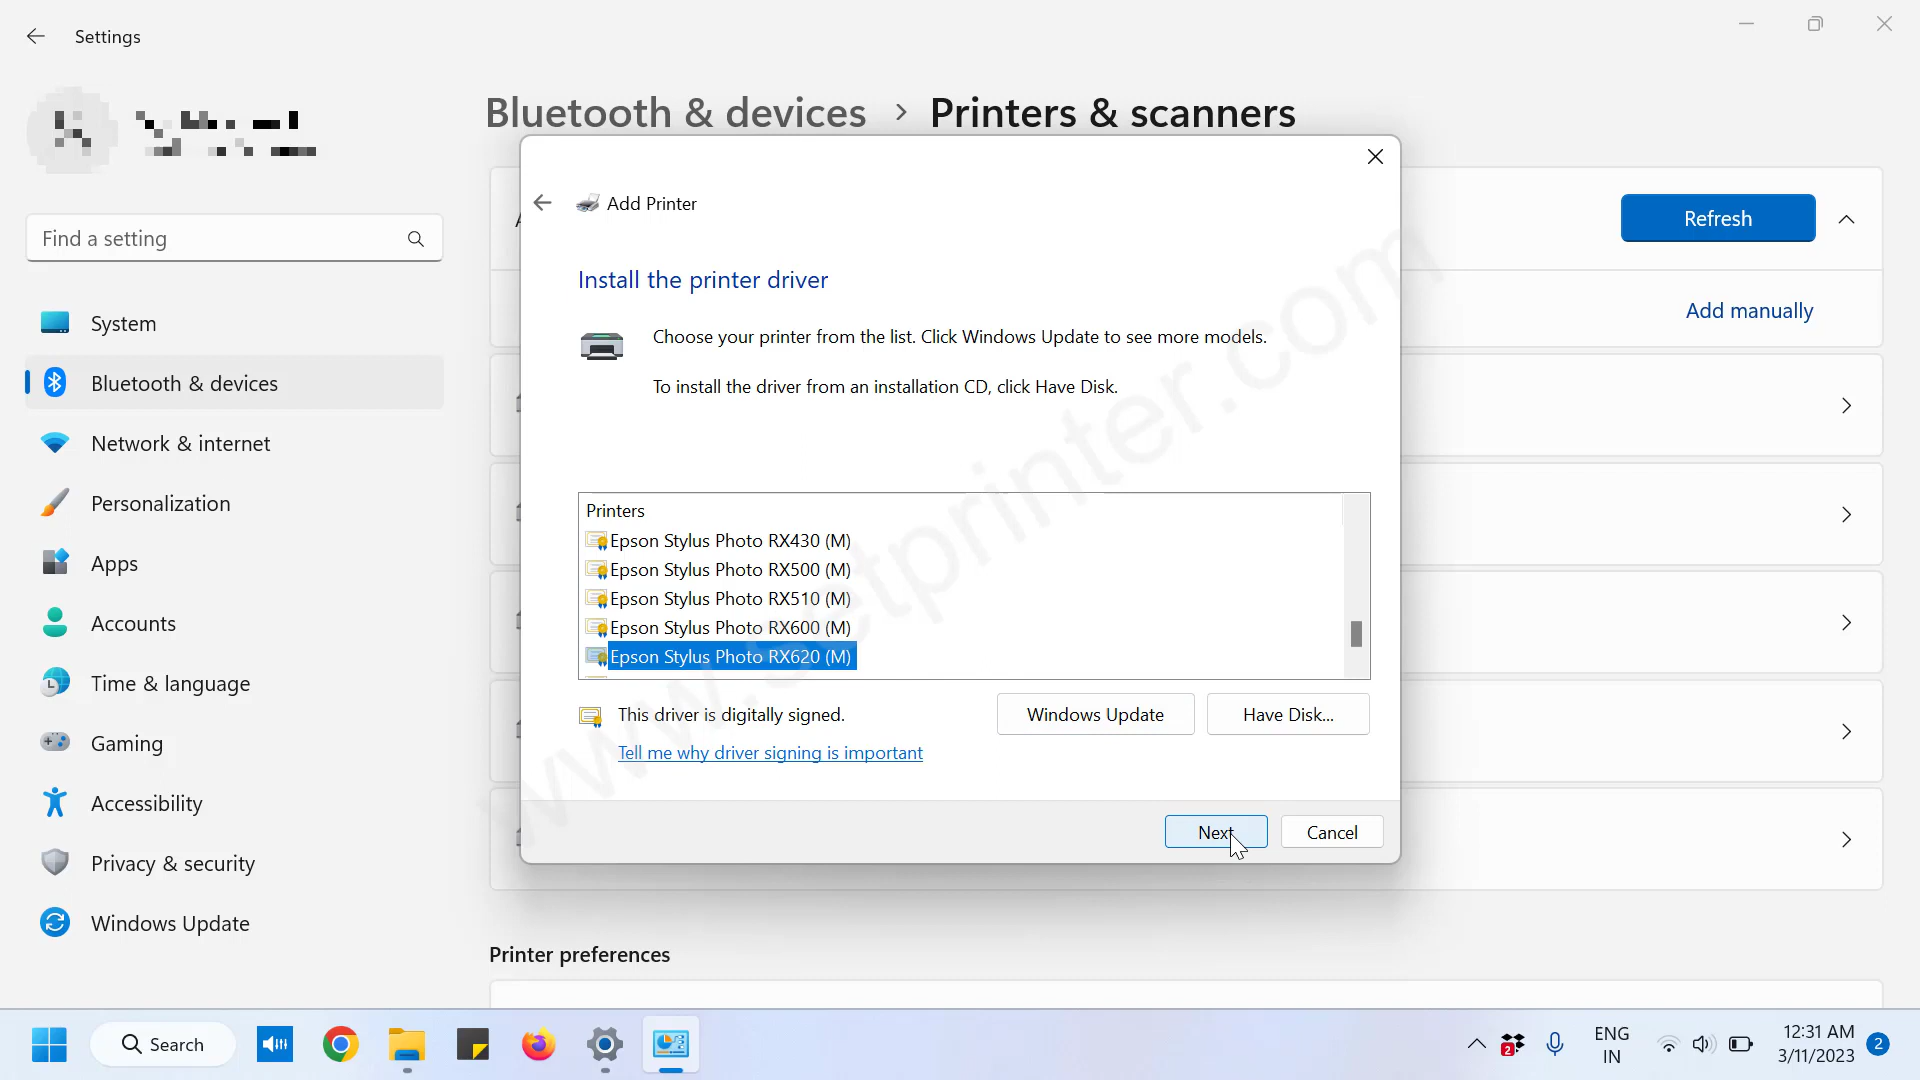 Settings
Bluetooth & devices > Printers & scanners
Find a setting
System
Bluetooth & devices
Network & internet
Personalization
Apps
Accounts
Time & language
Gaming
Accessibility
Privacy & security
Windows Update
Refresh
Add manually
Add Printer
Install the printer driver
Choose your printer from the list. Click Windows Update to see more models.
To install the driver from an installation CD, click Have Disk.
Printers
Epson Stylus Photo RX430 (M)
Epson Stylus Photo RX500 (M)
Epson Stylus Photo RX510 (M)
Epson Stylus Photo RX600 (M)
Epson Stylus Photo RX620 (M)
This driver is digitally signed.
Windows Update
Have Disk...
Tell me why driver signing is important
Next
Cancel
www.setprinter.com
Printer preferences
Search
2
ENG
IN
12:31 AM
3/11/2023
2